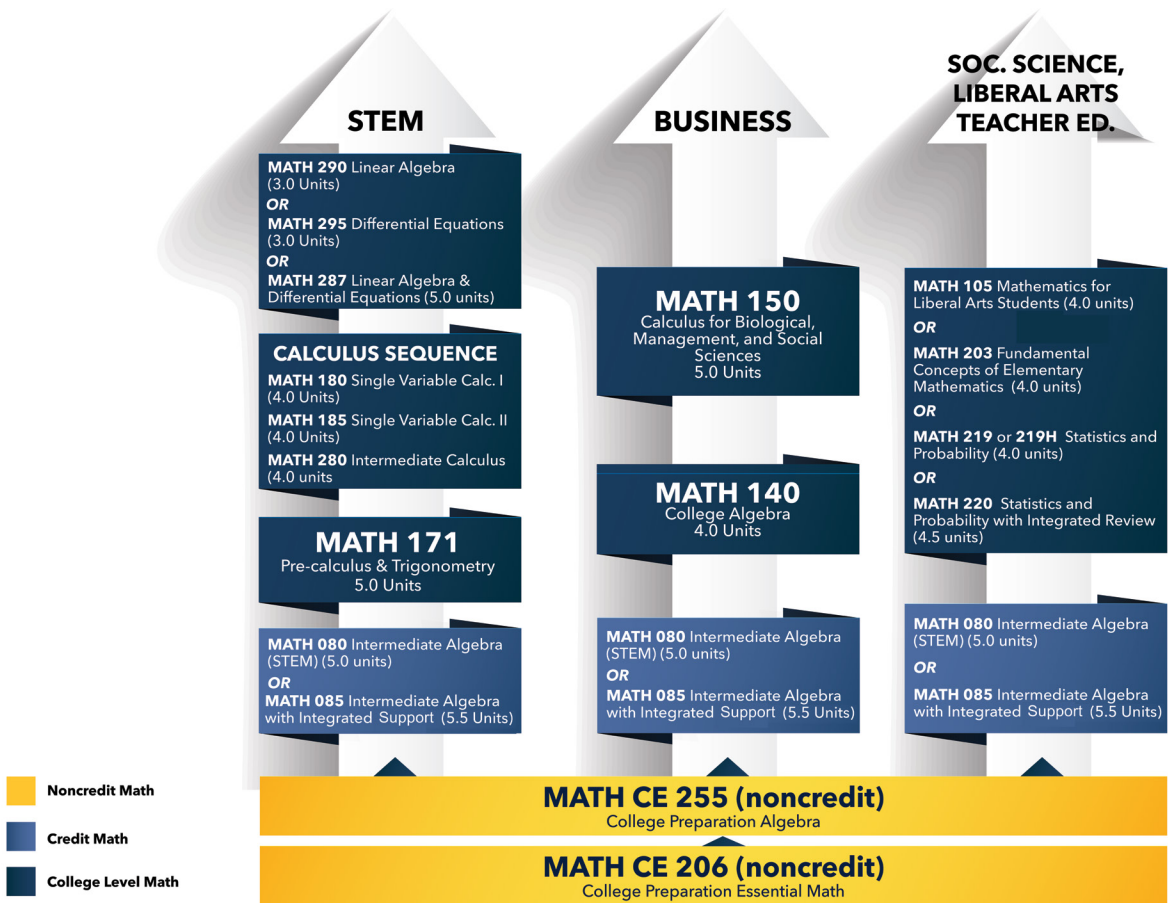 STEM
MATH 290 Linear Algebra
(3.0 Units)
OR
MATH 295 Differential Equations
(3.0 Units)
OR
MATH 287 Linear Algebra &
Differential Equations (5.0 units)
CALCULUS SEQUENCE
MATH 180 Single Variable Calc. I
(4.0 Units)
MATH 185 Single Variable Calc. II
(4.0 Units)
MATH 280 Intermediate Calculus
(4.0 units
MATH 171
Pre-calculus & Trigonometry
5.0 Units
MATH 080 Intermediate Algebra
(STEM) (5.0 units)
OR
MATH 085 Intermediate Algebra
with Integrated Support (5.5 Units)
BUSINESS
MATH 150
Calculus for Biological,
Management, and Social
Sciences
5.0 Units
MATH 140
College Algebra
4.0 Units
MATH 080 Intermediate Algebra
(STEM) (5.0 units)
OR
MATH 085 Intermediate Algebra
with Integrated Support (5.5 Units)
SOC. SCIENCE,
LIBERAL ARTS
TEACHER ED.
MATH 105 Mathematics for
Liberal Arts Students (4.0 units)
OR
MATH 203 Fundamental
Concepts of Elementary
Mathematics (4.0 units)
OR
MATH 219 or 219H Statistics and
Probability (4.0 units)
OR
MATH 220 Statistics and
Probability with Integrated Review
(4.5 units)
MATH 080 Intermediate Algebra
(STEM) (5.0 units)
OR
MATH 085 Intermediate Algebra
with Integrated Support (5.5 Units)
Noncredit Math
Credit Math
College Level Math
MATH CE 255 (noncredit)
College Preparation Algebra
MATH CE 206 (noncredit)
College Preparation Essential Math